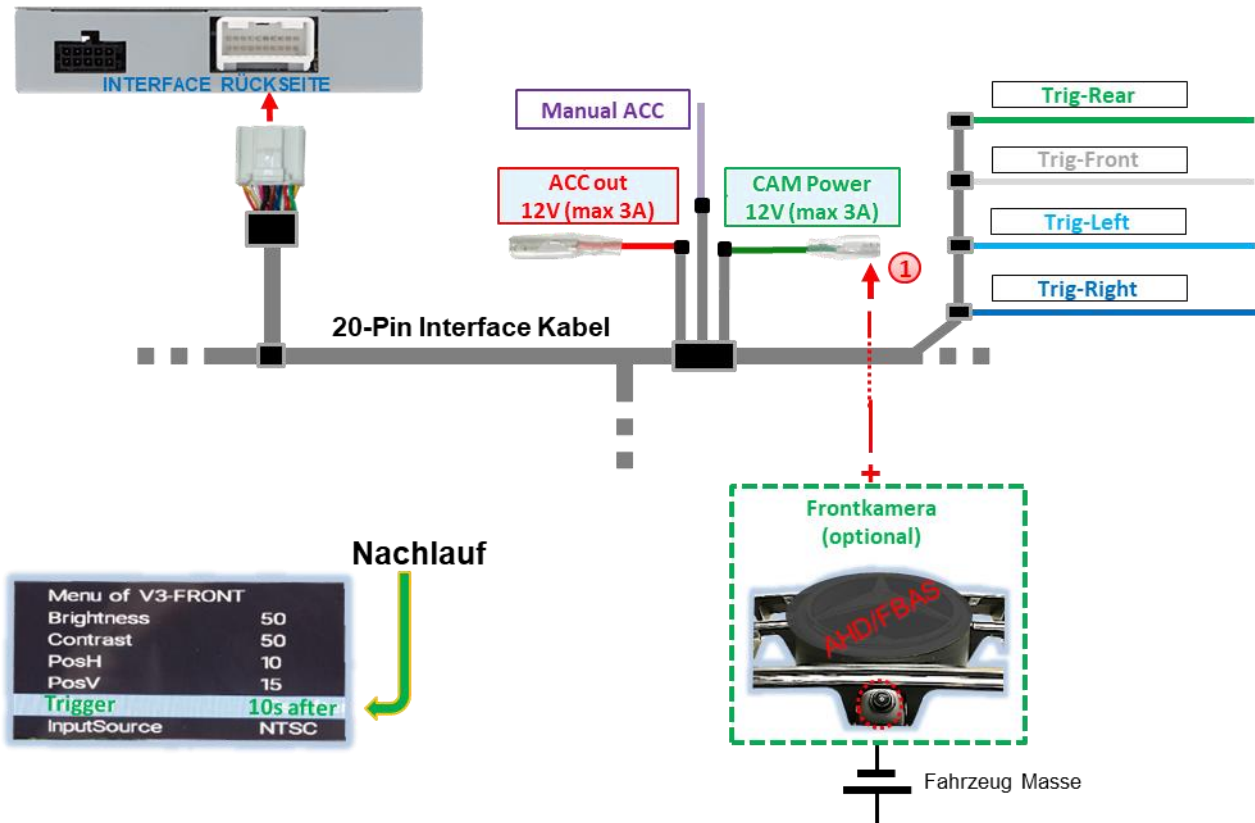 INTERFACE RÜCKSEITE
Manual ACC
ACC out
12V (max 3A)
CAM Power
12V (max 3A)
Trig-Rear
Trig-Front
Trig-Left
Trig-Right
1
20-Pin Interface Kabel
+
Frontkamera
(optional)
AHD/FBAS
Fahrzeug Masse
Nachlauf
Menu of V3-FRONT
Brightness 50
Contrast 50
PosH 10
PosV 15
Trigger 10s after
InputSource NTSC